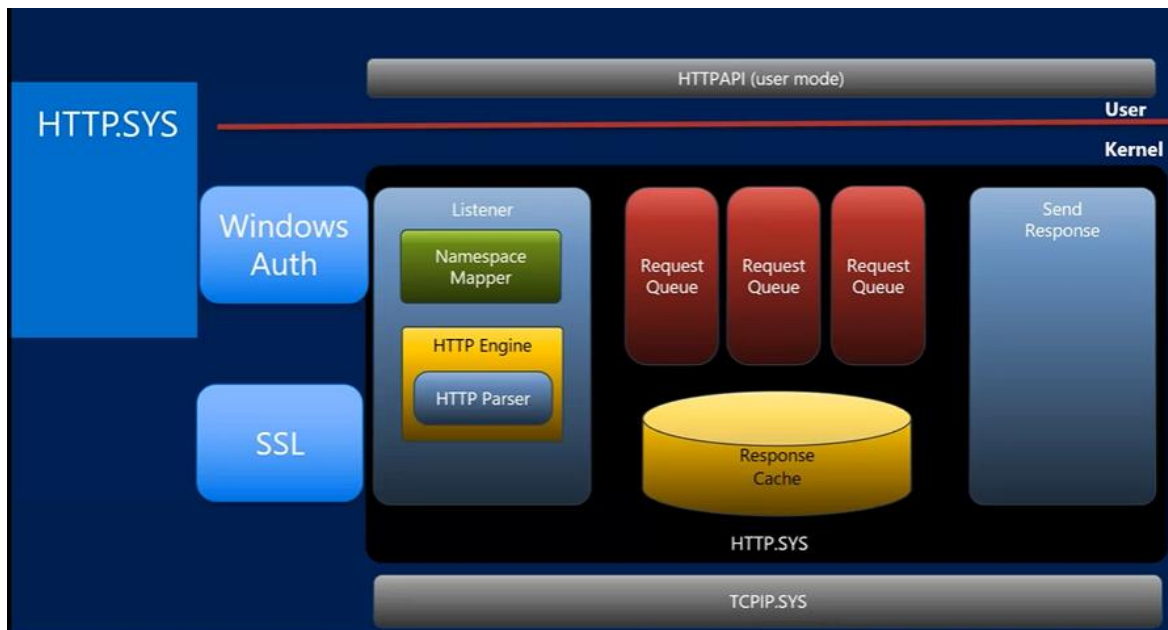 HTTPAPI (user mode)
HTTP.SYS
User
Kernel
Windows
Auth
SSL
Listener
Namespace
Mapper
HTTP Engine
HTTP Parser
Request
Queue
Request
Queue
Request
Queue
Response
Cache
Send
Response
HTTP.SYS
TCPIP.SYS